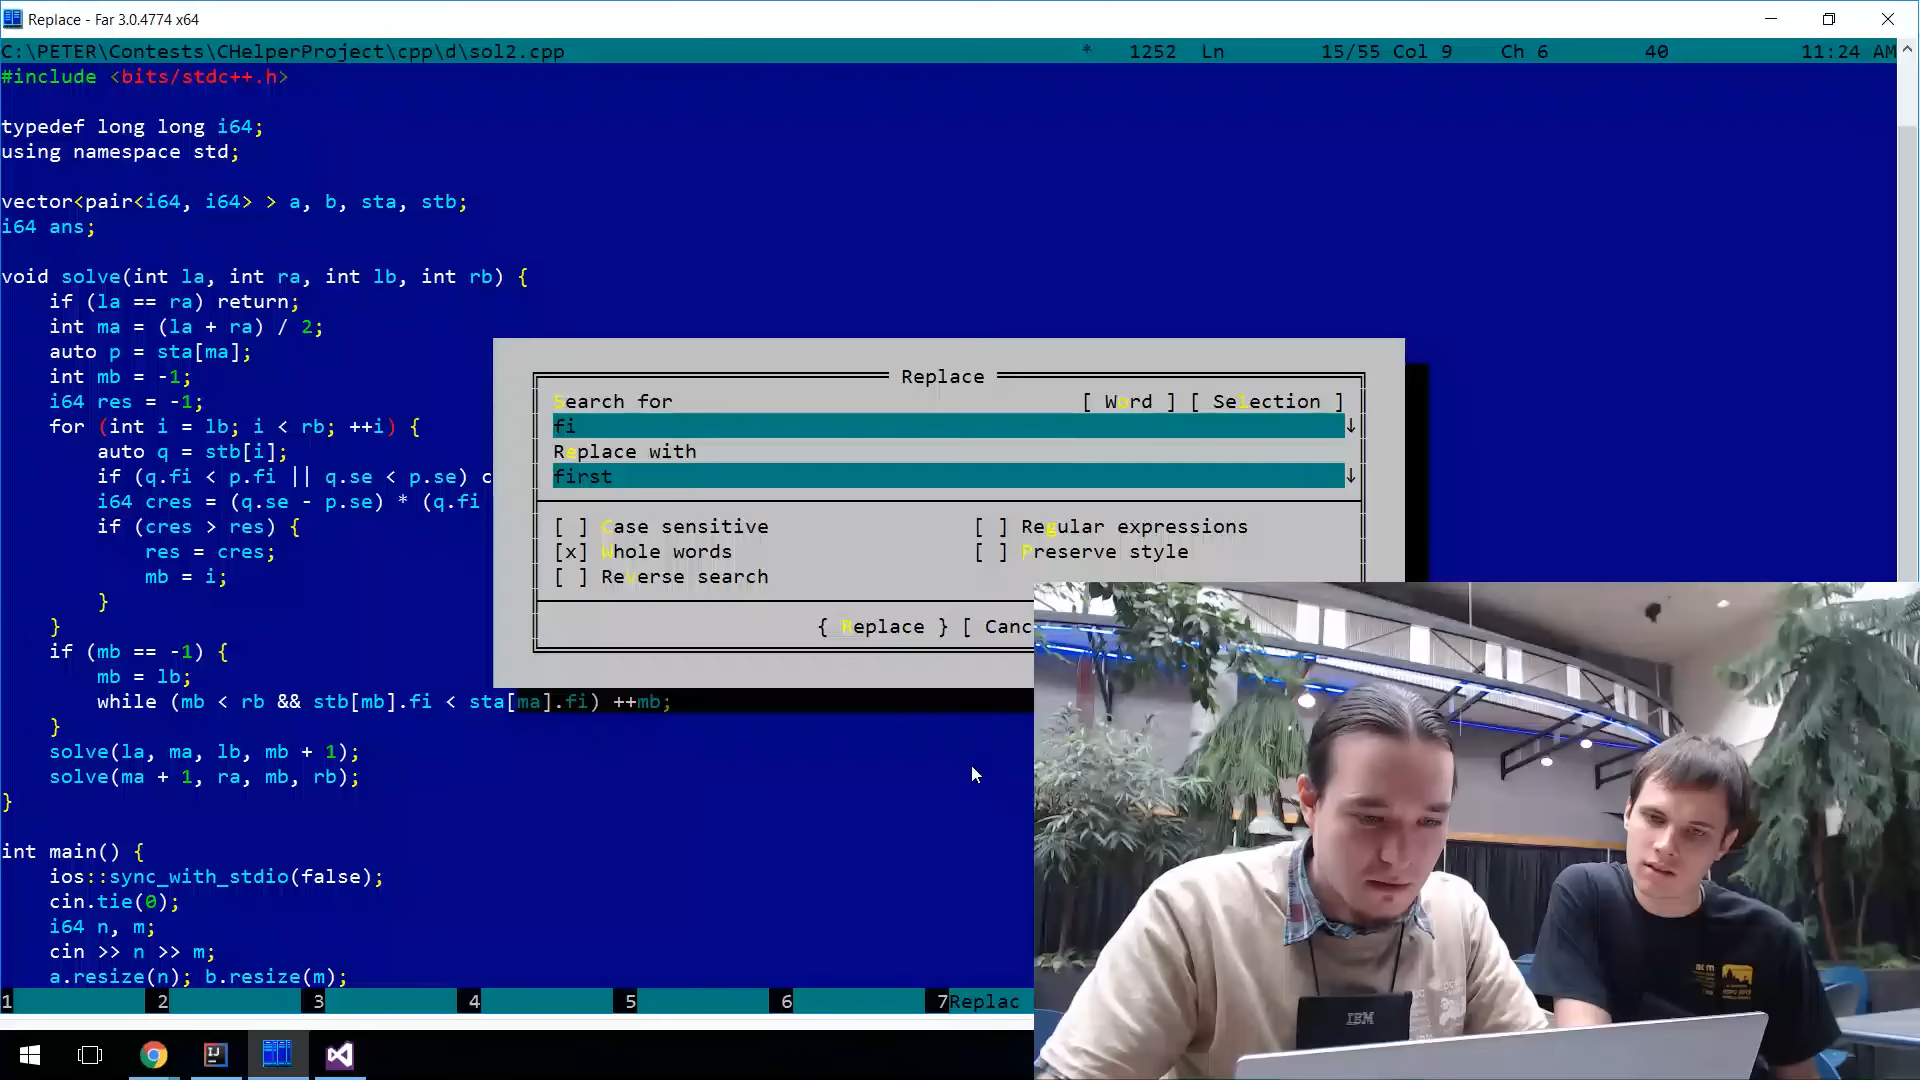 Replace - Far 3.0.4774 x64
C:\PETER\Contests\CHelperProject\cpp\d\sol2.cpp * 1252 Ln 15/55 Col 9 Ch 6 40 11:24 AM
#include <bits/stdc++.h>
typedef long long i64;
using namespace std;
vector<pair<i64, i64> > a, b, sta, stb;
i64 ans;
void solve(int la, int ra, int lb, int rb) {
if (la == ra) return;
int ma = (la + ra) / 2;
auto p = sta[ma];
int mb = -1;
i64 res = -1;
for (int i = lb; i < rb; ++i) {
auto q = stb[i];
if (q.fi < p.fi || q.se < p.se) c
i64 cres = (q.se - p.se) * (q.fi
if (cres > res) {
res = cres;
mb = i;
}
}
if (mb == -1) {
mb = lb;
while (mb < rb && stb[mb].fi < sta[ma].fi) ++mb;
}
solve(la, ma, lb, mb + 1);
solve(ma + 1, ra, mb, rb);
}
int main() {
ios::sync_with_stdio(false);
cin.tie(0);
i64 n, m;
cin >> n >> m;
a.resize(n); b.resize(m);
Replace
Search for [ Word ] [ Selection ]
fi
Replace with
first
[ ] Case sensitive [ ] Regular expressions
[x] Whole words [ ] Preserve style
[ ] Reverse search
{ Replace } [ Canc
1 2 3 4 5 6 7Replac
IBM